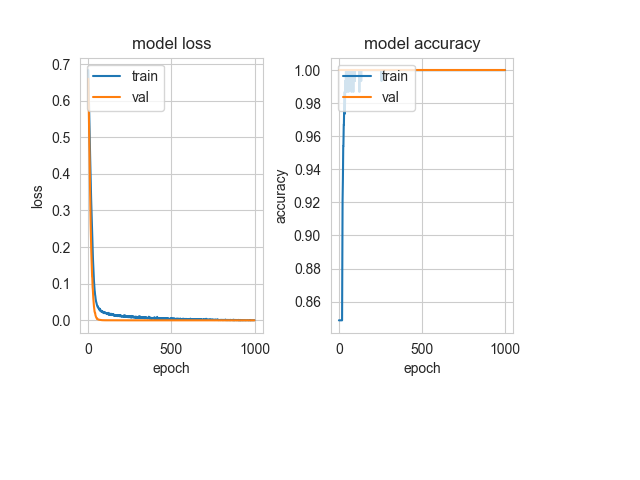 model loss
0.7
0.6
0.5
0.4
0.3
0.2
0.1
0.0
loss
train
val
0 500 1000
epoch
model accuracy
1.00
0.98
0.96
0.94
0.92
0.90
0.88
0.86
accuracy
train
val
0 500 1000
epoch